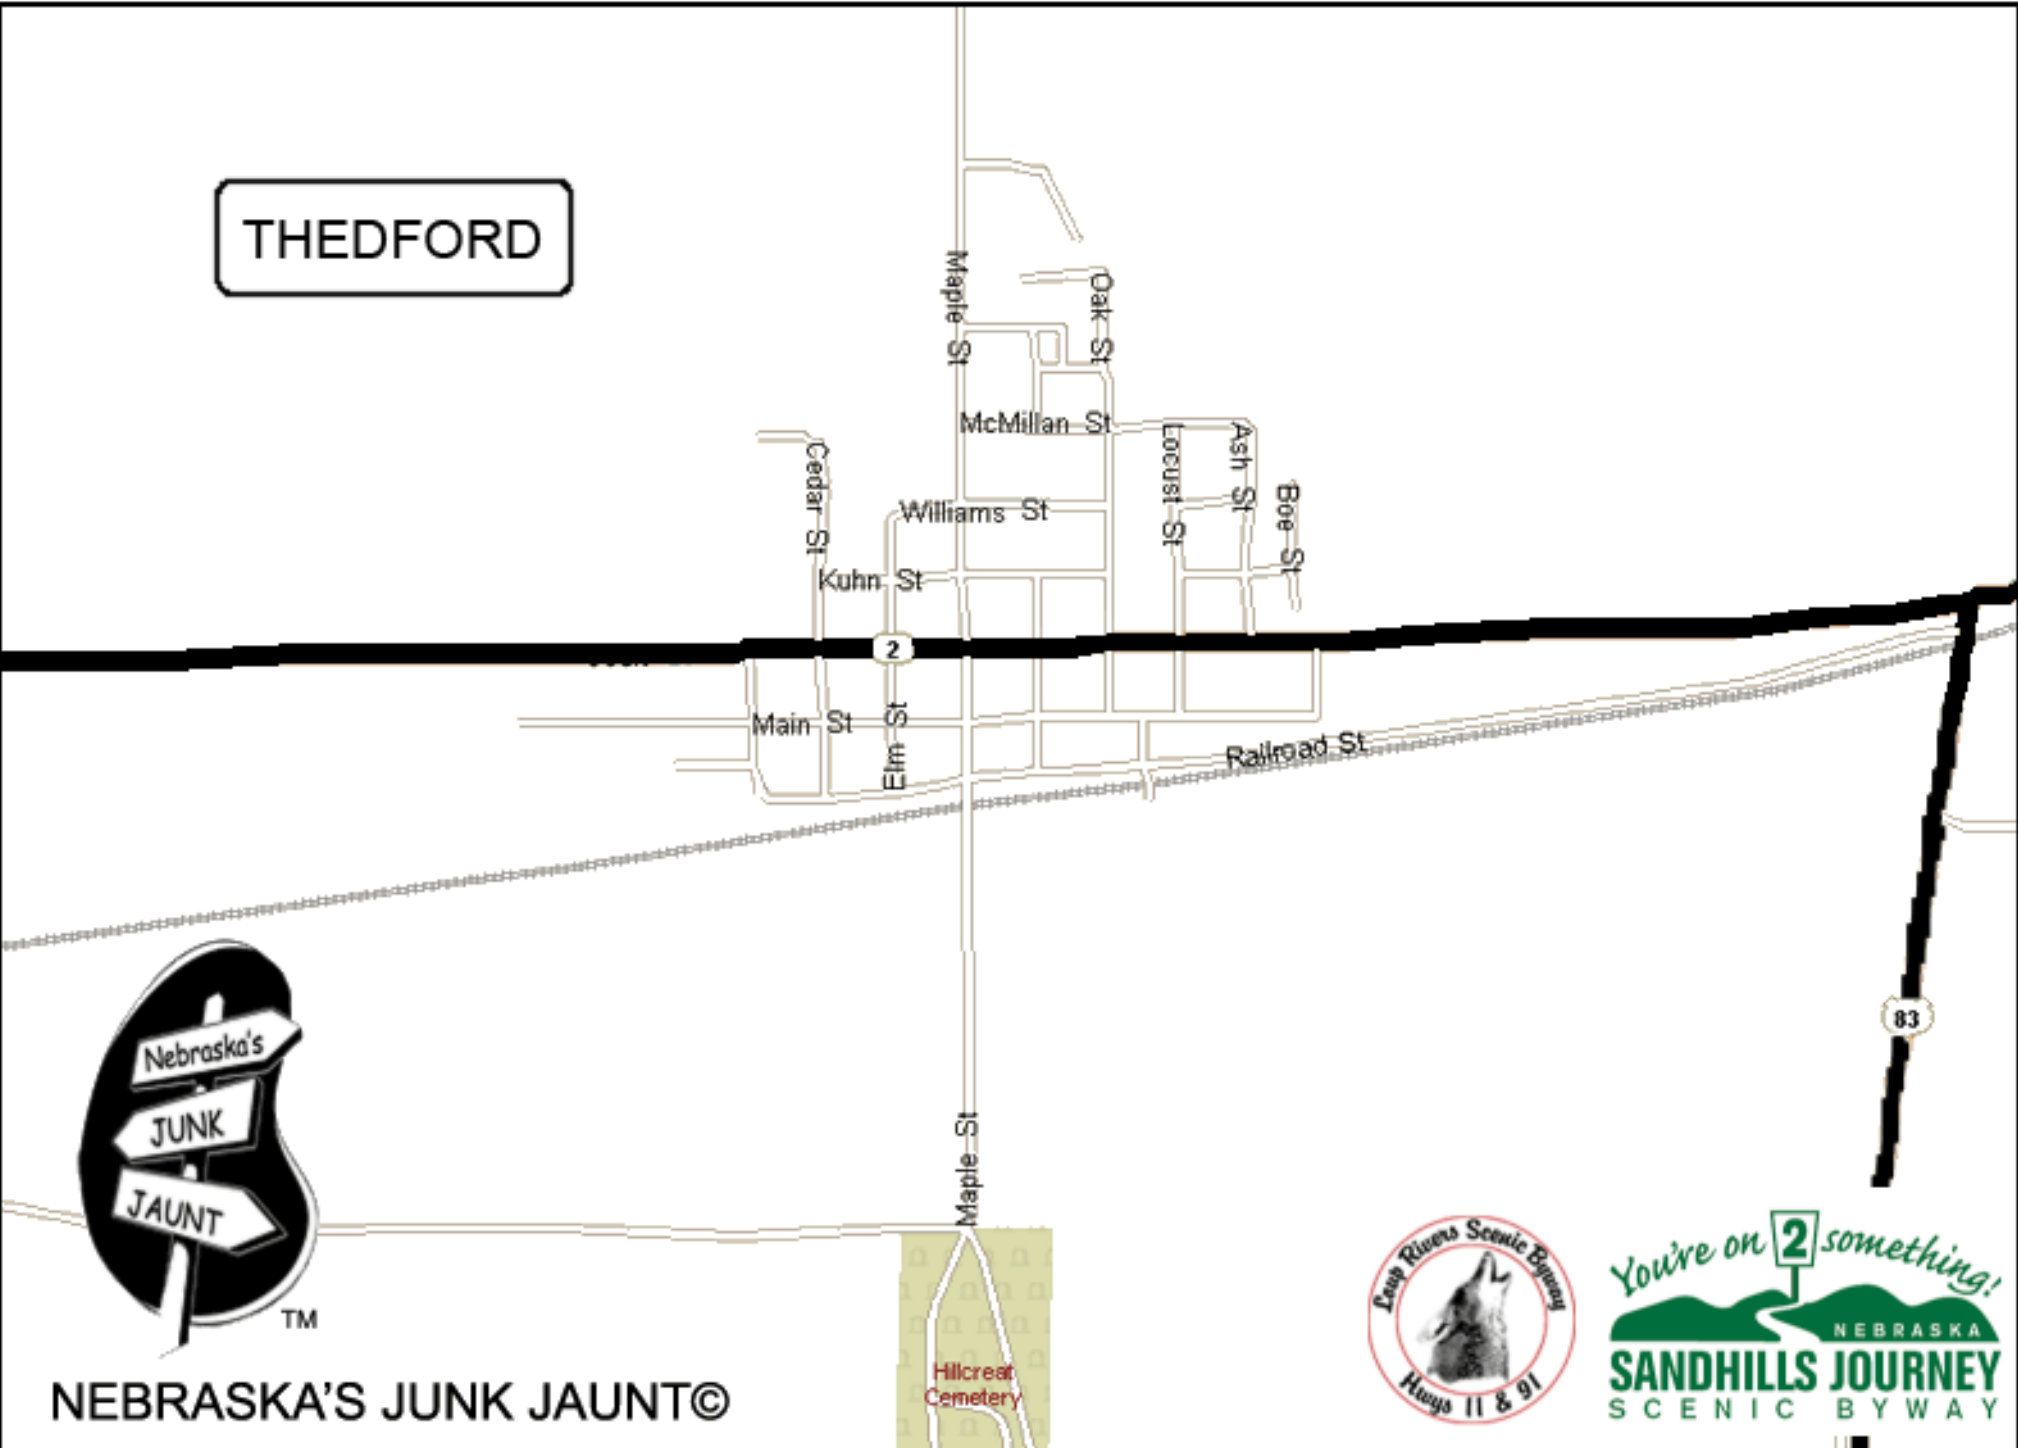 THEDFORD
Maple St
Oak St
McMillan St
Cedar St
Locust St
Ash St
Boe St
Williams St
Kuhn St
2
Main St
Elm St
Railroad St
83
Maple St
Hillcreat
Cemetery
Nebraska's
JUNK
JAUNT
TM
NEBRASKA'S JUNK JAUNT©
Loup Rivers Scenic Byway
Hwys 11 & 91
You're on 2 something!
NEBRASKA
SANDHILLS JOURNEY
SCENIC BYWAY